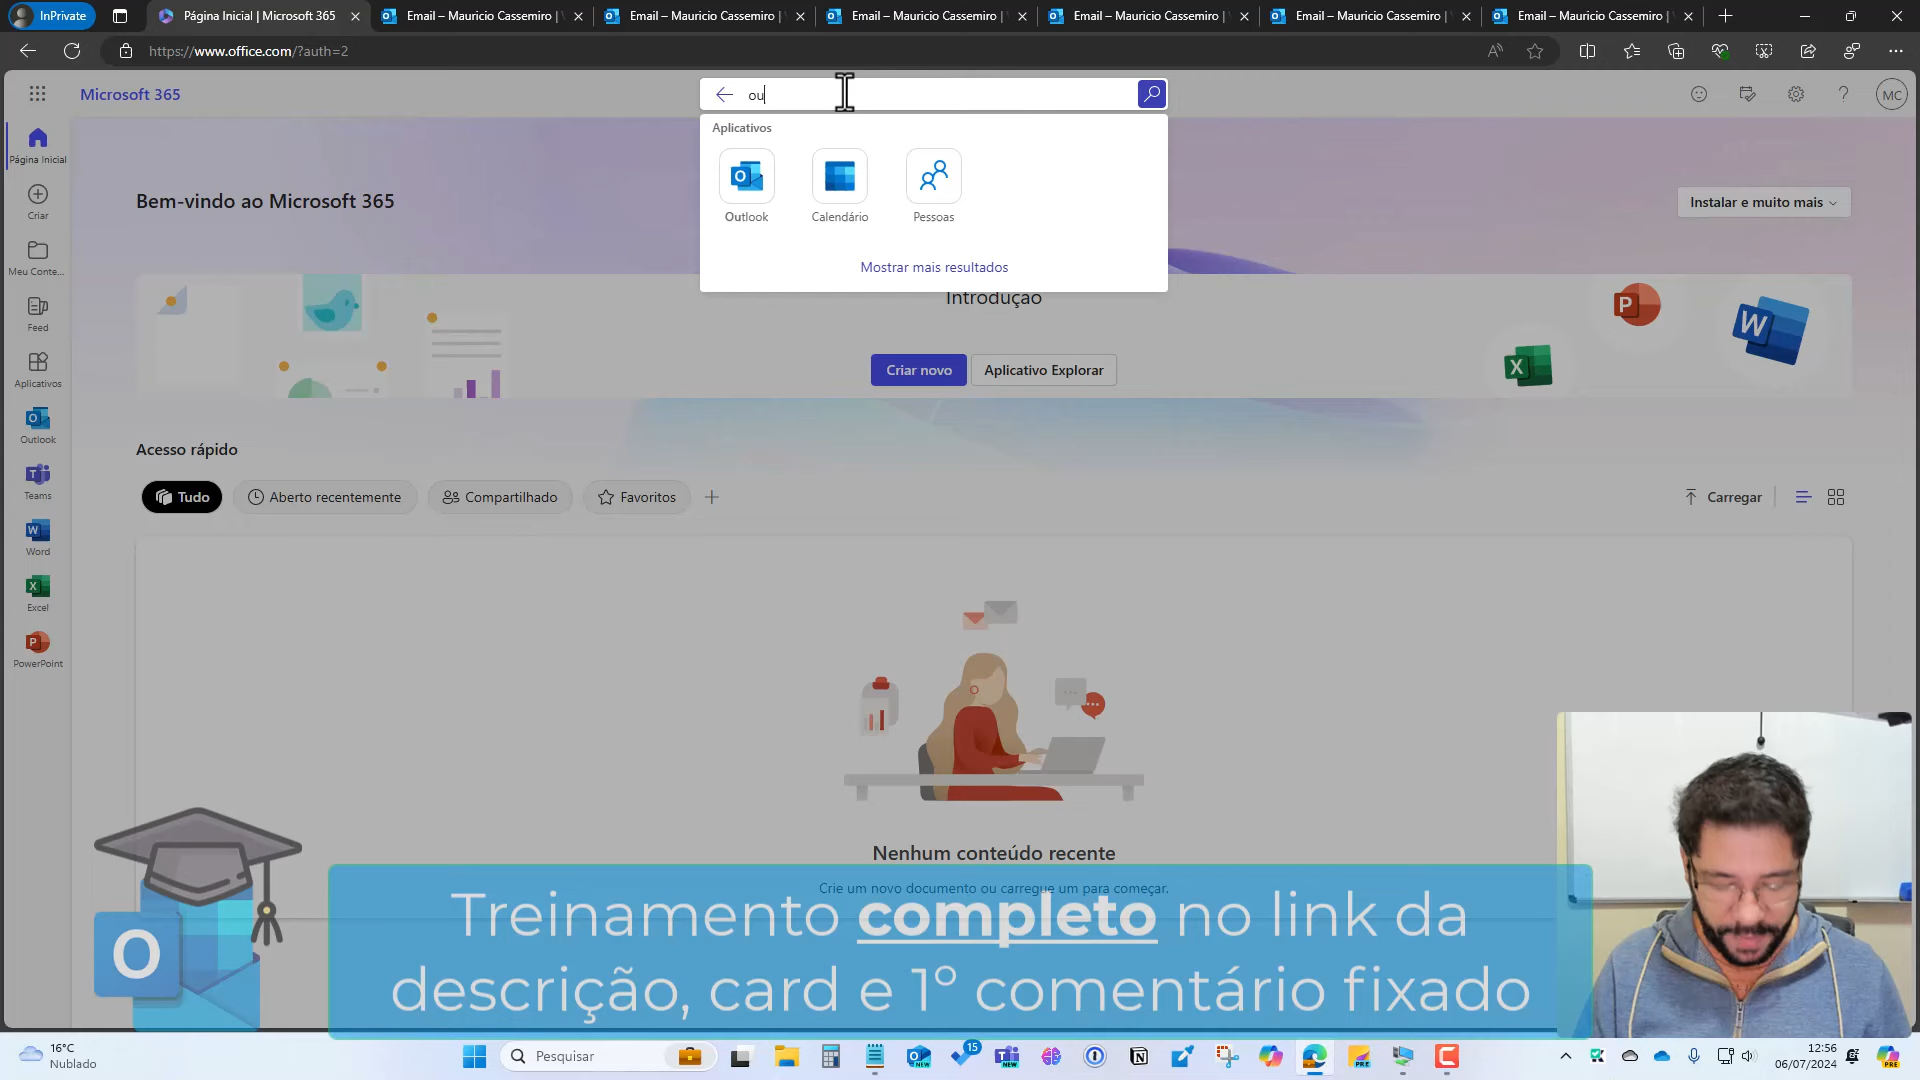 InPrivate
Página Inicial | Microsoft 365
Email – Mauricio Cassemiro |
Email – Mauricio Cassemiro |
Email – Mauricio Cassemiro |
Email – Mauricio Cassemiro |
Email – Mauricio Cassemiro |
Email – Mauricio Cassemiro |
https://www.office.com/?auth=2
Microsoft 365
ou
MC
Aplicativos
Outlook
Calendário
Pessoas
Mostrar mais resultados
Página Inicial
Criar
Meu Conte...
Feed
Aplicativos
Outlook
Teams
Word
Excel
PowerPoint
Bem-vindo ao Microsoft 365
Instalar e muito mais
Introdução
Criar novo
Aplicativo Explorar
Acesso rápido
Tudo
Aberto recentemente
Compartilhado
Favoritos
Carregar
Nenhum conteúdo recente
Crie um novo documento ou carregue um para começar.
Treinamento completo no link da
descrição, card e 1º comentário fixado
16°C
Nublado
Pesquisar
15
12:56
06/07/2024